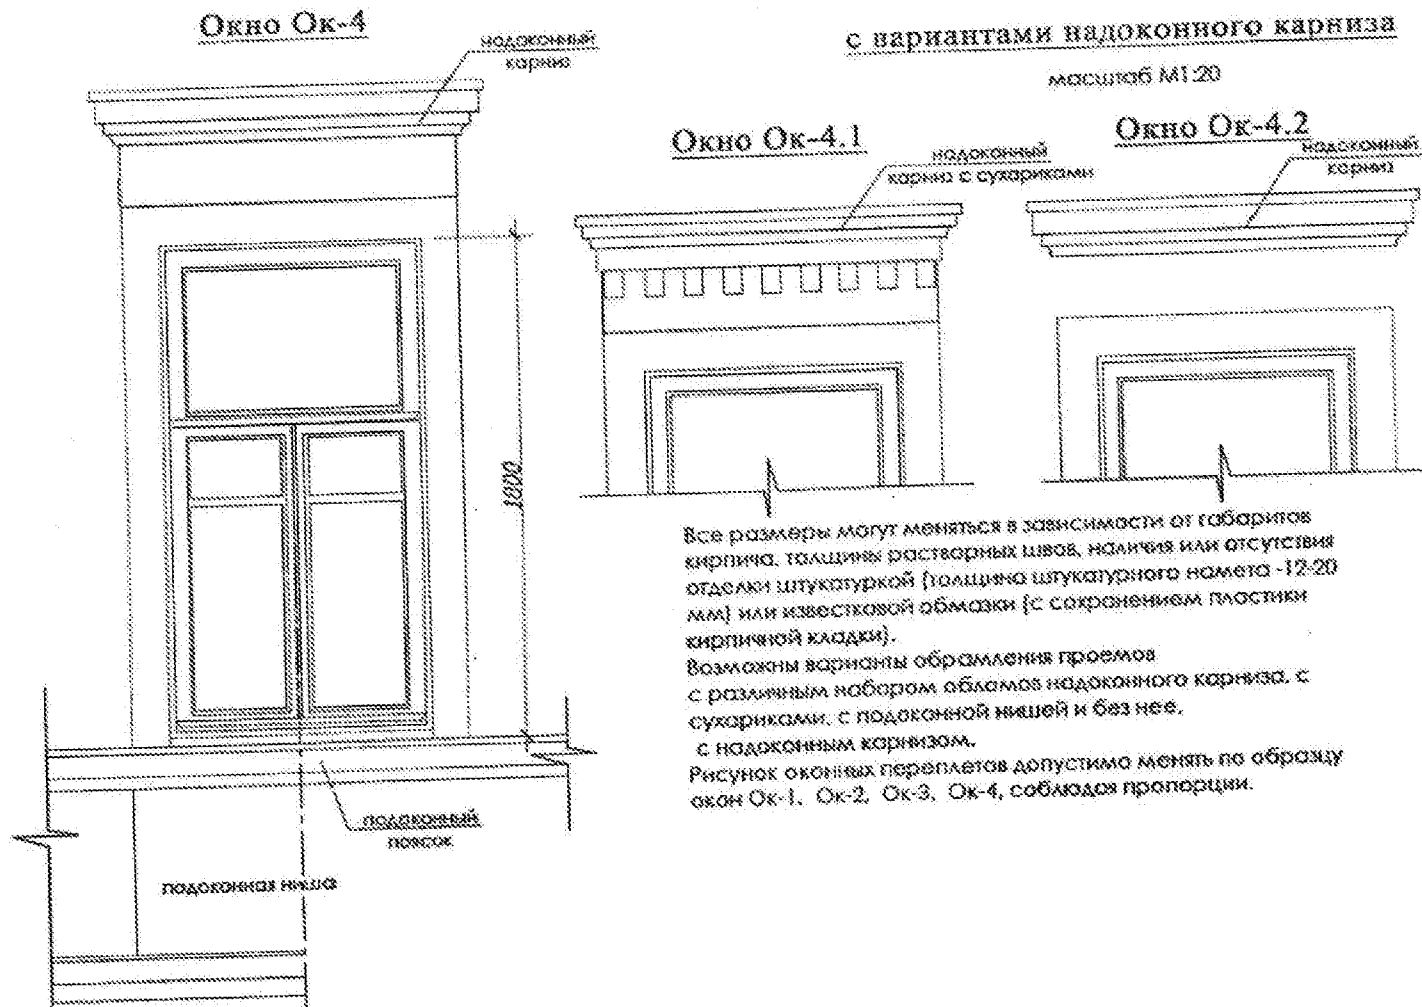 Окно Ок-4
с вариантами надоконного карниза
масштаб М1:20
надоконный
карниз
Окно Ок-4.1
надоконный
карниз с сухариками
Окно Ок-4.2
надоконный
карниз
1800
Все размеры могут меняться в зависимости от габаритов
кирпича, толщины растворных швов, наличия или отсутствия
отделки штукатуркой (толщина штукатурного намета -12-20
мм) или известковой обмазки (с сохранением пластики
кирпичной кладки).
Возможны варианты обрамления проемов
с различным набором обломов надоконного карниза, с
сухариками, с подоконной нишей и без нее,
с надоконным карнизом.
Рисунок оконных переплетов допустимо менять по образцу
окон Ок-1, Ок-2, Ок-3, Ок-4, соблюдая пропорции.
подоконный
поясок
подоконная ниша